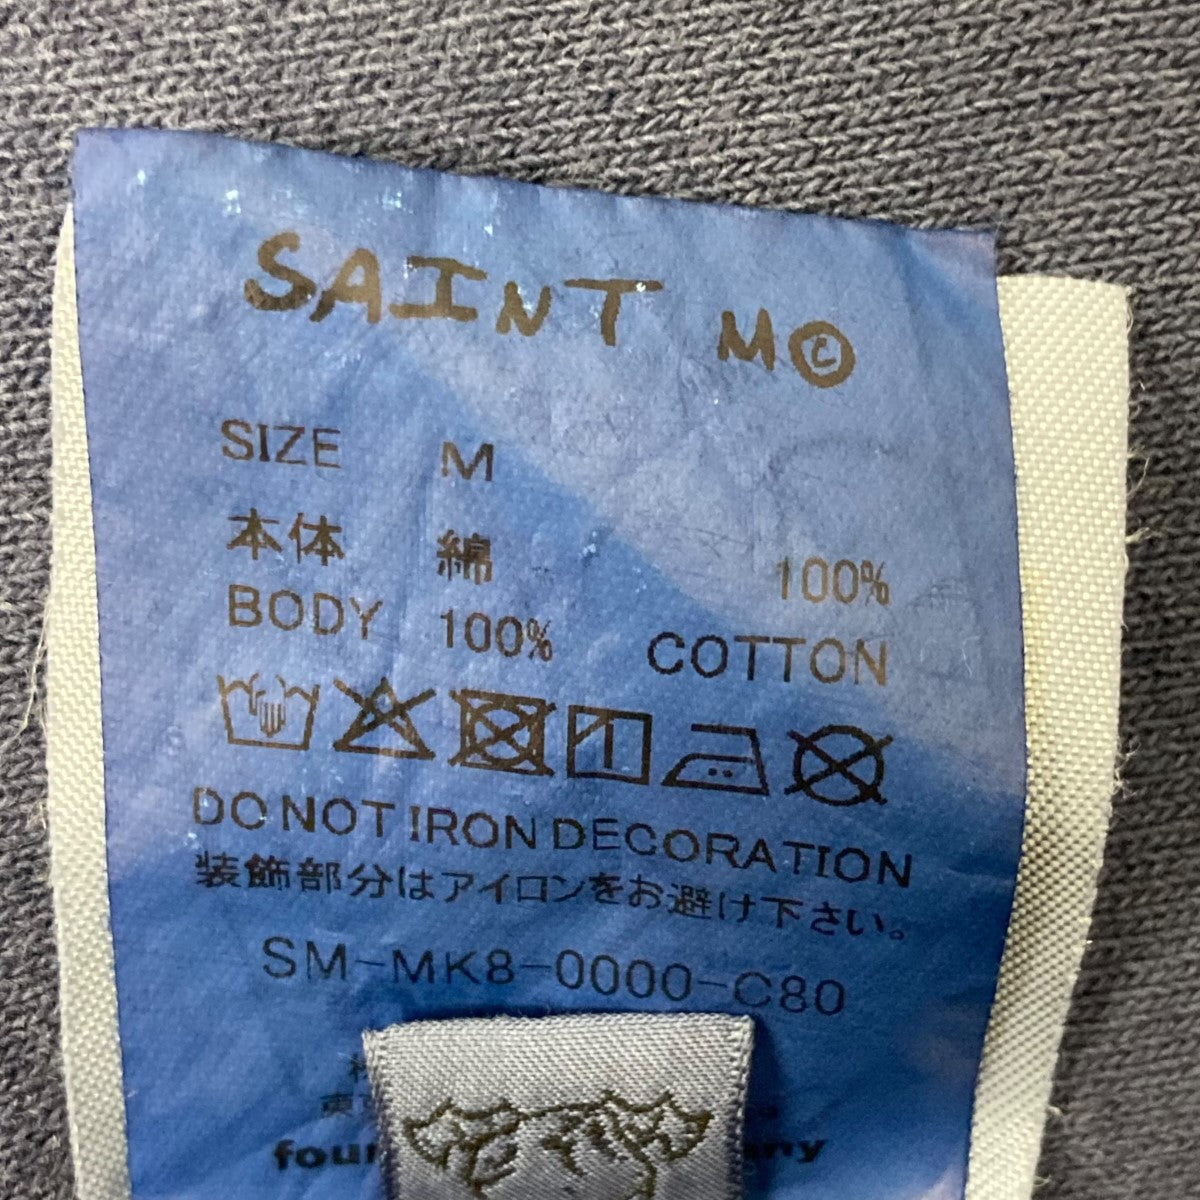 SAINT M©
SIZE M
本体 綿 100%
BODY 100% COTTON
DO NOT IRON DECORATION
装飾部分はアイロンをお避け下さい。
SM-MK8-0000-C80